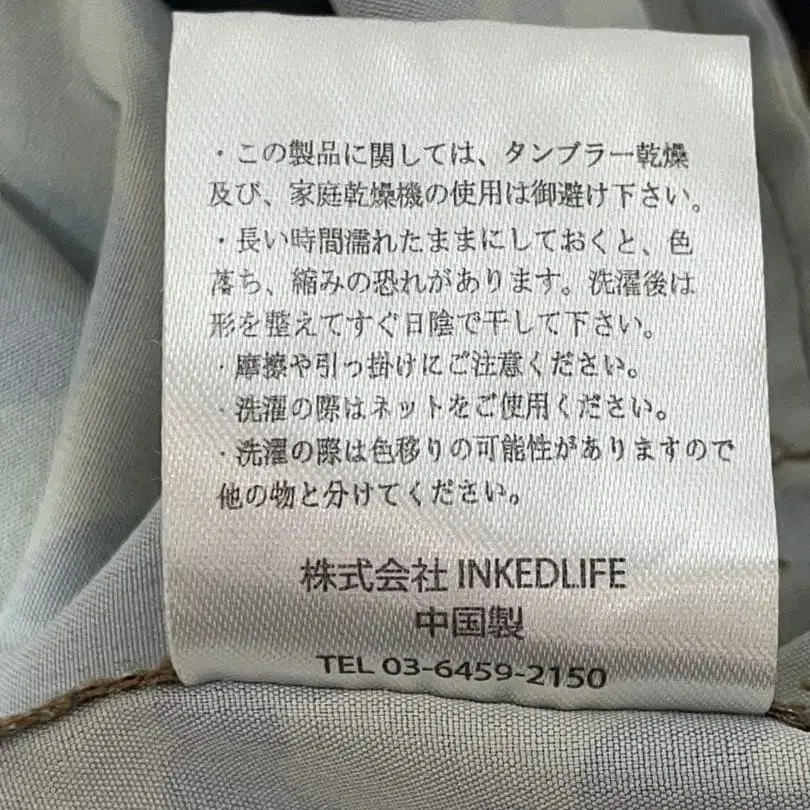 ・この製品に関しては、タンブラー乾燥
及び、家庭乾燥機の使用は御避け下さい。
・長い時間濡れたままにしておくと、色
落ち、縮みの恐れがあります。洗濯後は
形を整えてすぐ日陰で干して下さい。
・摩擦や引っ掛けにご注意ください。
・洗濯の際はネットをご使用ください。
・洗濯の際は色移りの可能性がありますので
他の物と分けてください。
株式会社 INKEDLIFE
中国製
TEL 03-6459-2150